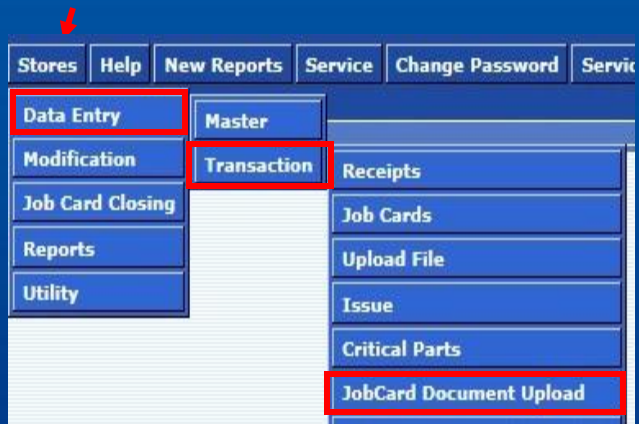 Stores Help New Reports Service Change Password Servic
Data Entry Master
Modification Transaction Receipts
Job Card Closing Job Cards
Reports Upload File
Utility Issue
Critical Parts
JobCard Document Upload